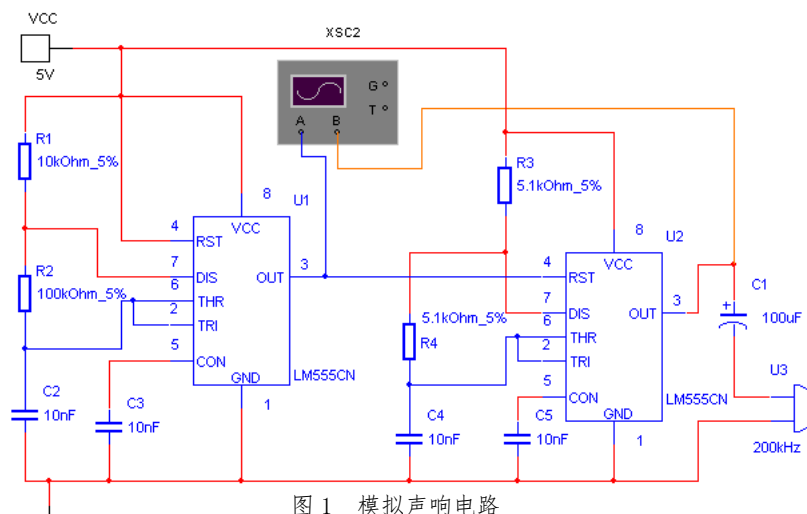 VCC
5V
XSC2
G
T
A B
R1
10kOhm_5%
R2
100kOhm_5%
C2
10nF
C3
10nF
U1
8
VCC
4
RST
7
DIS
6
THR
2
TRI
5
CON
OUT
3
GND
1
LM555CN
R3
5.1kOhm_5%
5.1kOhm_5%
R4
C4
10nF
C5
10nF
U2
8
VCC
4
RST
7
DIS
6
THR
2
TRI
5
CON
OUT
3
GND
1
LM555CN
C1
+
100uF
U3
200kHz
图 1 模拟声响电路